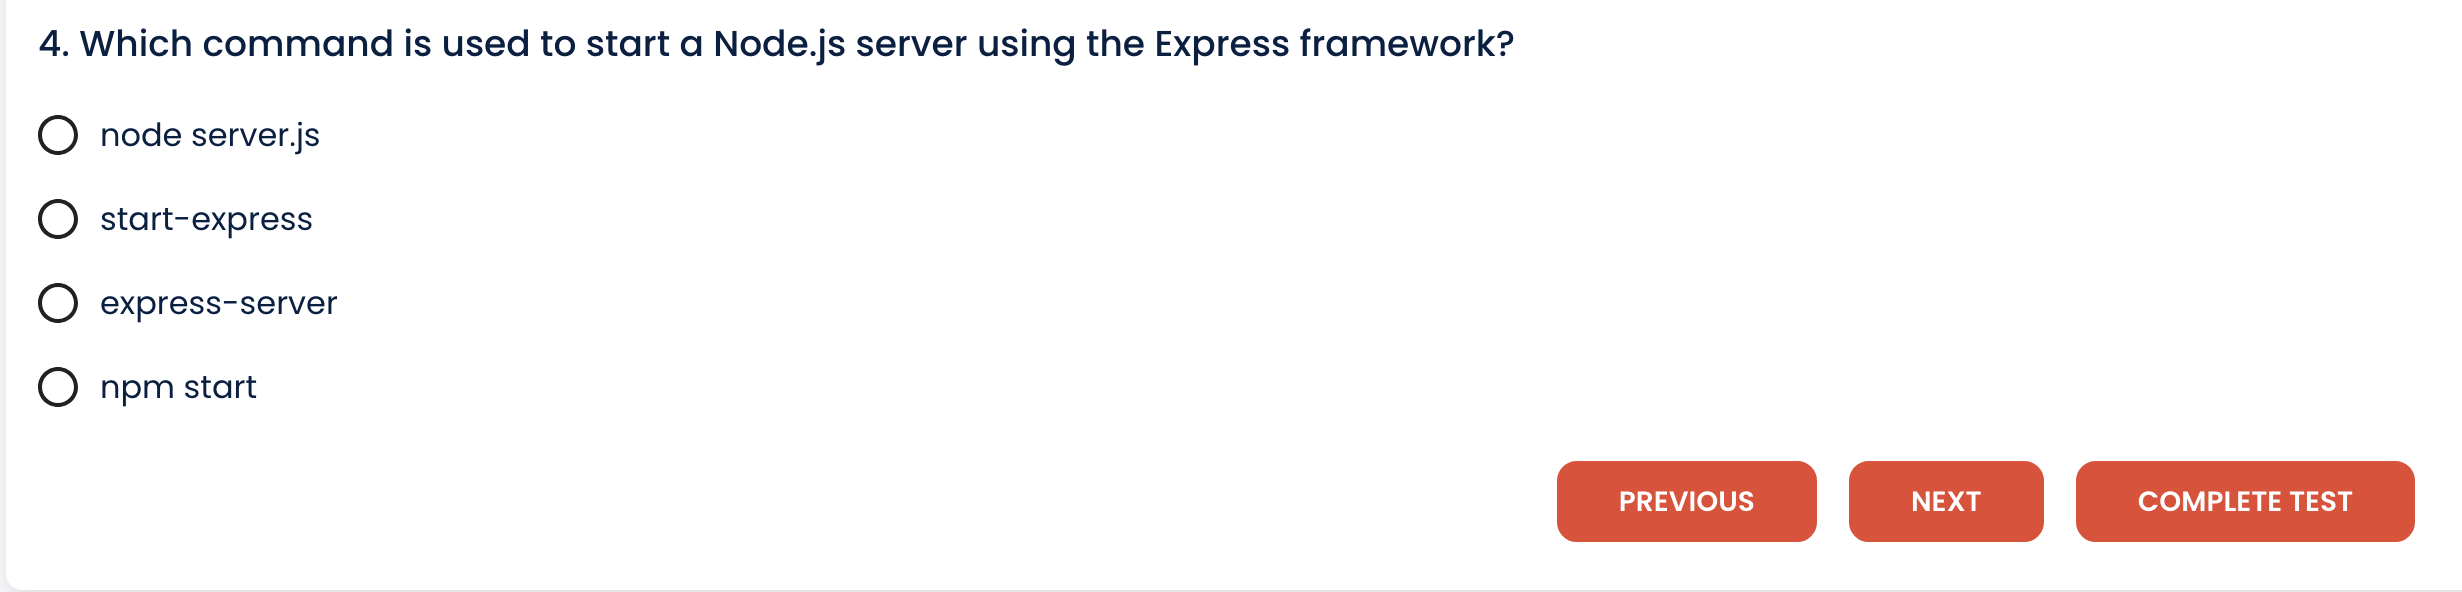 4. Which command is used to start a Node.js server using the Express framework?
node server.js
start-express
express-server
npm start
PREVIOUS NEXT COMPLETE TEST